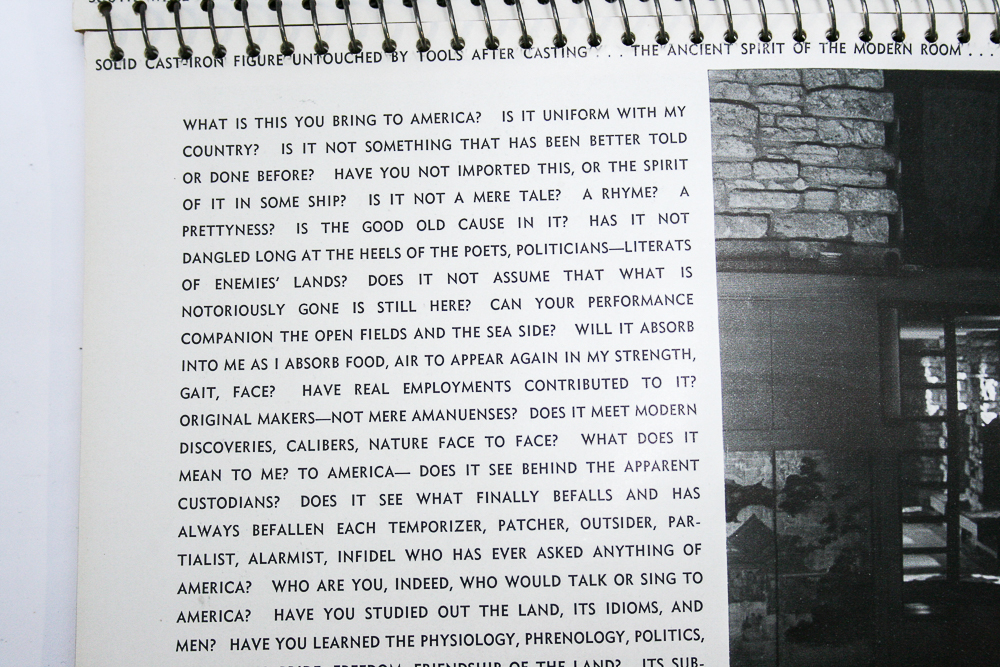 SOLID CAST-IRON FIGURE UNTOUCHED BY TOOLS AFTER CASTING . . . THE ANCIENT SPIRIT OF THE MODERN ROOM . . .
WHAT IS THIS YOU BRING TO AMERICA? IS IT UNIFORM WITH MY
COUNTRY? IS IT NOT SOMETHING THAT HAS BEEN BETTER TOLD
OR DONE BEFORE? HAVE YOU NOT IMPORTED THIS, OR THE SPIRIT
OF IT IN SOME SHIP? IS IT NOT A MERE TALE? A RHYME? A
PRETTYNESS? IS THE GOOD OLD CAUSE IN IT? HAS IT NOT
DANGLED LONG AT THE HEELS OF THE POETS, POLITICIANS—LITERATS
OF ENEMIES' LANDS? DOES IT NOT ASSUME THAT WHAT IS
NOTORIOUSLY GONE IS STILL HERE? CAN YOUR PERFORMANCE
COMPANION THE OPEN FIELDS AND THE SEA SIDE? WILL IT ABSORB
INTO ME AS I ABSORB FOOD, AIR TO APPEAR AGAIN IN MY STRENGTH,
GAIT, FACE? HAVE REAL EMPLOYMENTS CONTRIBUTED TO IT?
ORIGINAL MAKERS—NOT MERE AMANUENSES? DOES IT MEET MODERN
DISCOVERIES, CALIBERS, NATURE FACE TO FACE? WHAT DOES IT
MEAN TO ME? TO AMERICA— DOES IT SEE BEHIND THE APPARENT
CUSTODIANS? DOES IT SEE WHAT FINALLY BEFALLS AND HAS
ALWAYS BEFALLEN EACH TEMPORIZER, PATCHER, OUTSIDER, PAR-
TIALIST, ALARMIST, INFIDEL WHO HAS EVER ASKED ANYTHING OF
AMERICA? WHO ARE YOU, INDEED, WHO WOULD TALK OR SING TO
AMERICA? HAVE YOU STUDIED OUT THE LAND, ITS IDIOMS, AND
MEN? HAVE YOU LEARNED THE PHYSIOLOGY, PHRENOLOGY, POLITICS,
FREEDOM, FRIENDSHIP OF THE LAND? ITS SUB-